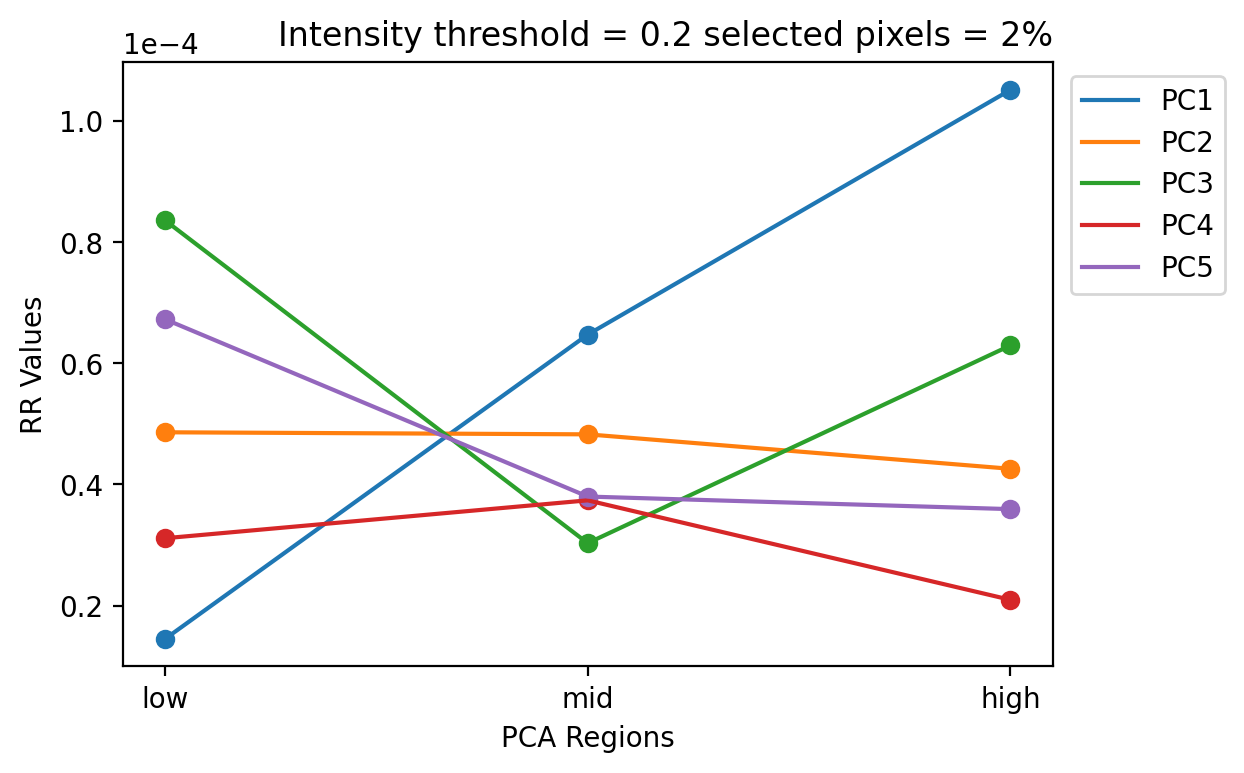 Intensity threshold = 0.2 selected pixels = 2%
1e−4
1.0
0.8
0.6
0.4
0.2
RR Values
low
mid
high
PCA Regions
PC1
PC2
PC3
PC4
PC5